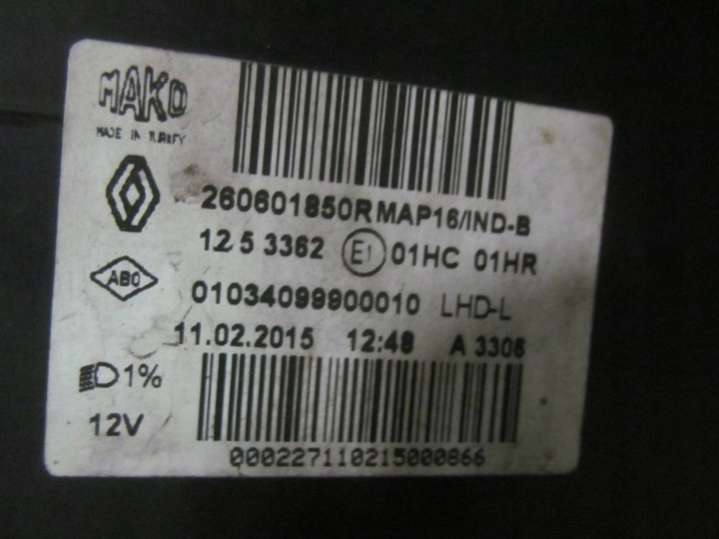 MAKO
MADE IN TURKEY
260601850R MAP16/IND-B
12 5 3362 E1 01HC 01HR
ABO
01034099900010 LHD-L
11.02.2015 12:48 A 3306
1%
12V
000227110215000866